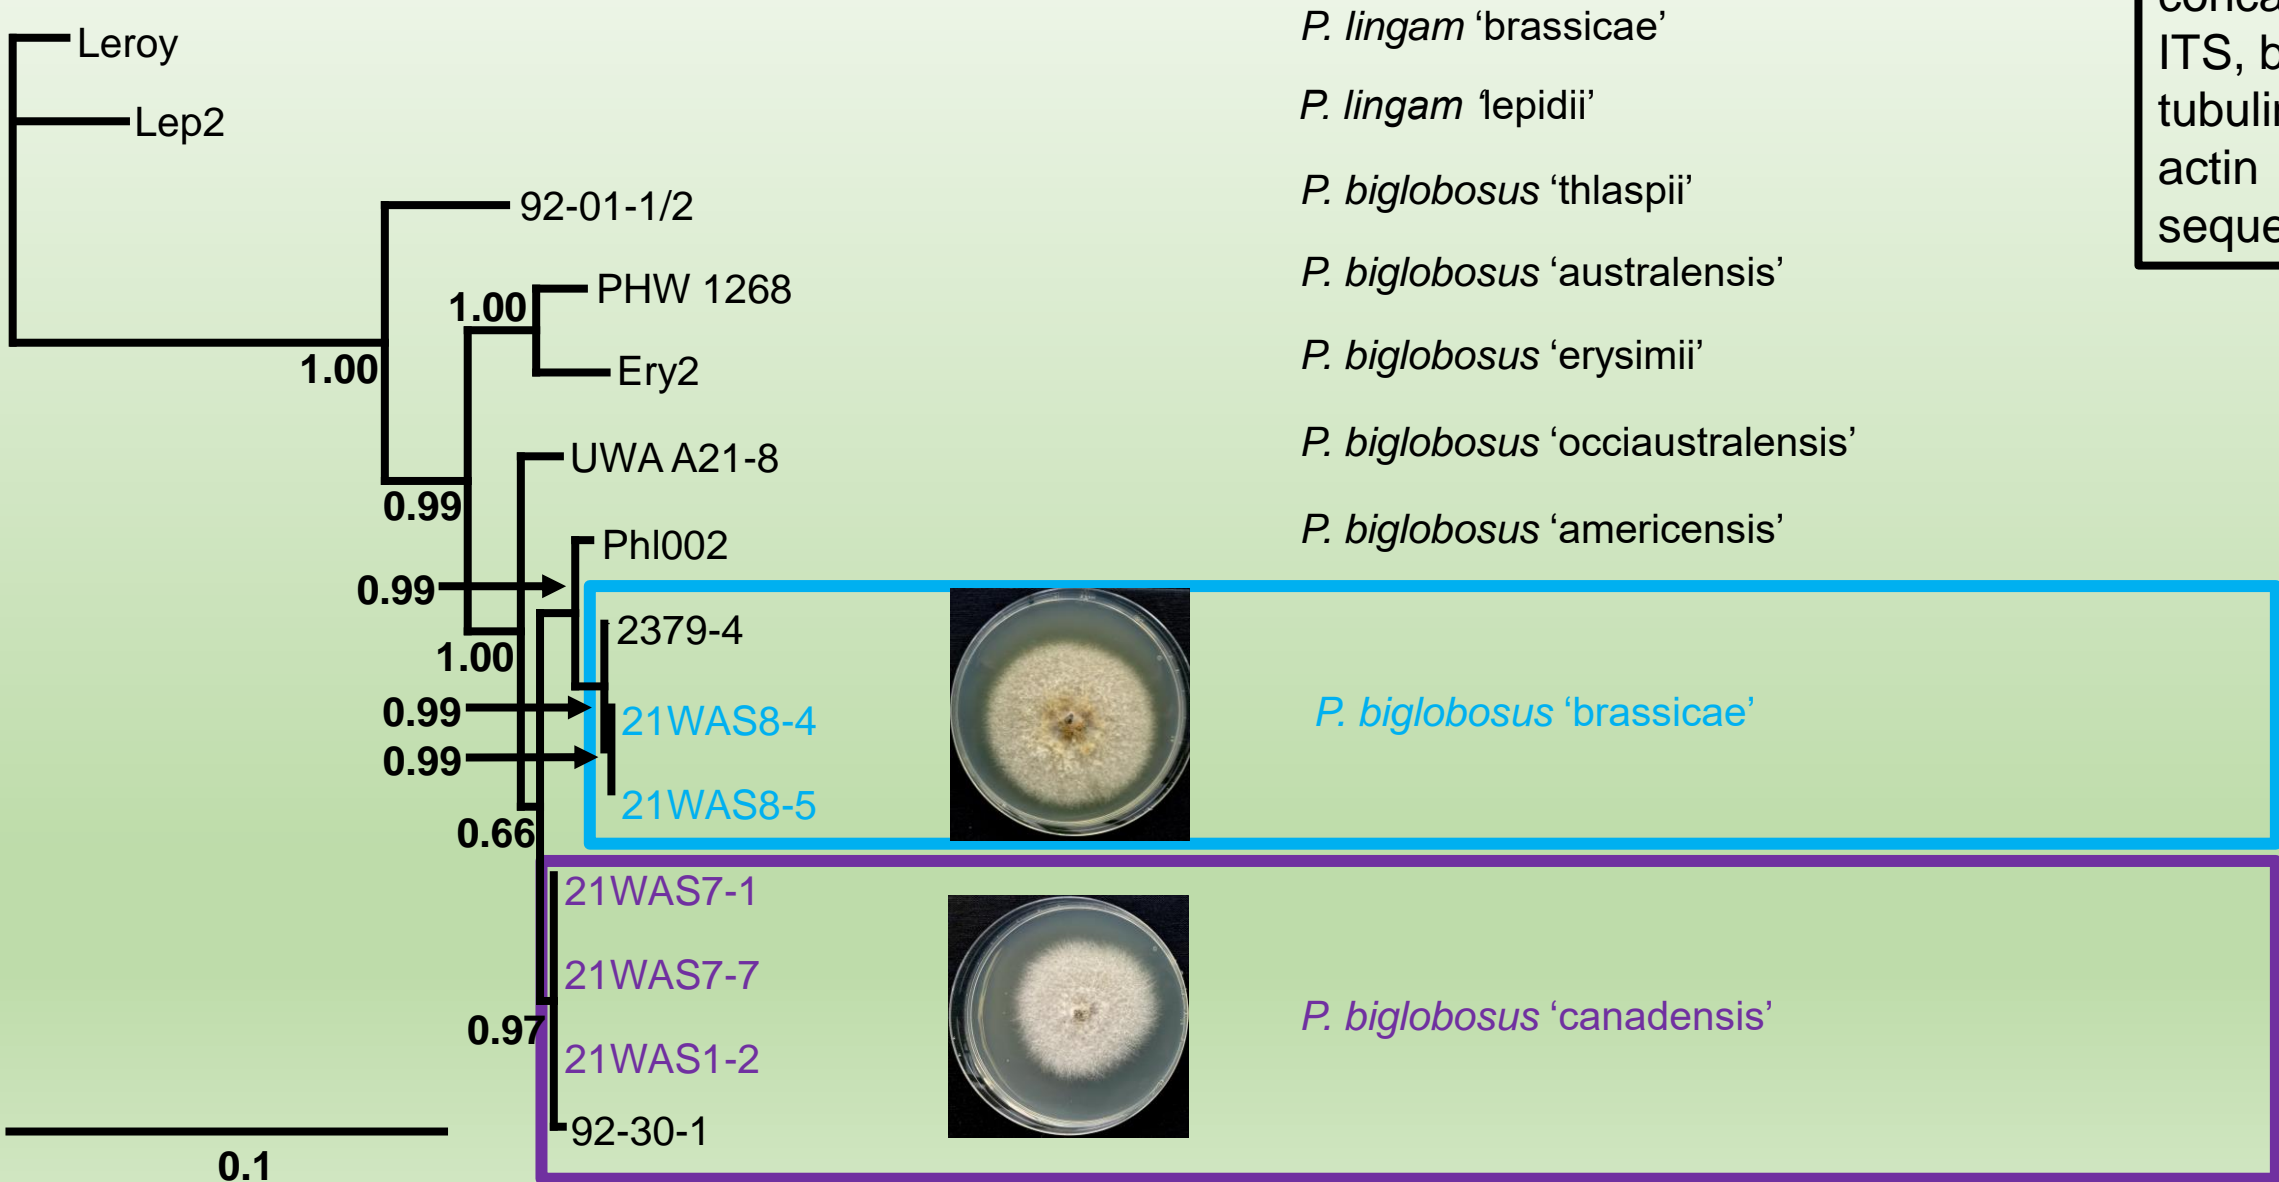 Leroy
P. lingam ‘brassicae’
Lep2
P. lingam ‘lepidii’
92-01-1/2
P. biglobosus ‘thlaspii’
PHW 1268
P. biglobosus ‘australensis’
1.00
Ery2
P. biglobosus ‘erysimii’
1.00
UWA A21-8
P. biglobosus ‘occiaustralensis’
0.99
Phl002
P. biglobosus ‘americensis’
0.99
2379-4
1.00
0.99
21WAS8-4
P. biglobosus ‘brassicae’
0.99
21WAS8-5
0.66
21WAS7-1
21WAS7-7
0.97
P. biglobosus ‘canadensis’
21WAS1-2
92-30-1
0.1
ITS,
actin